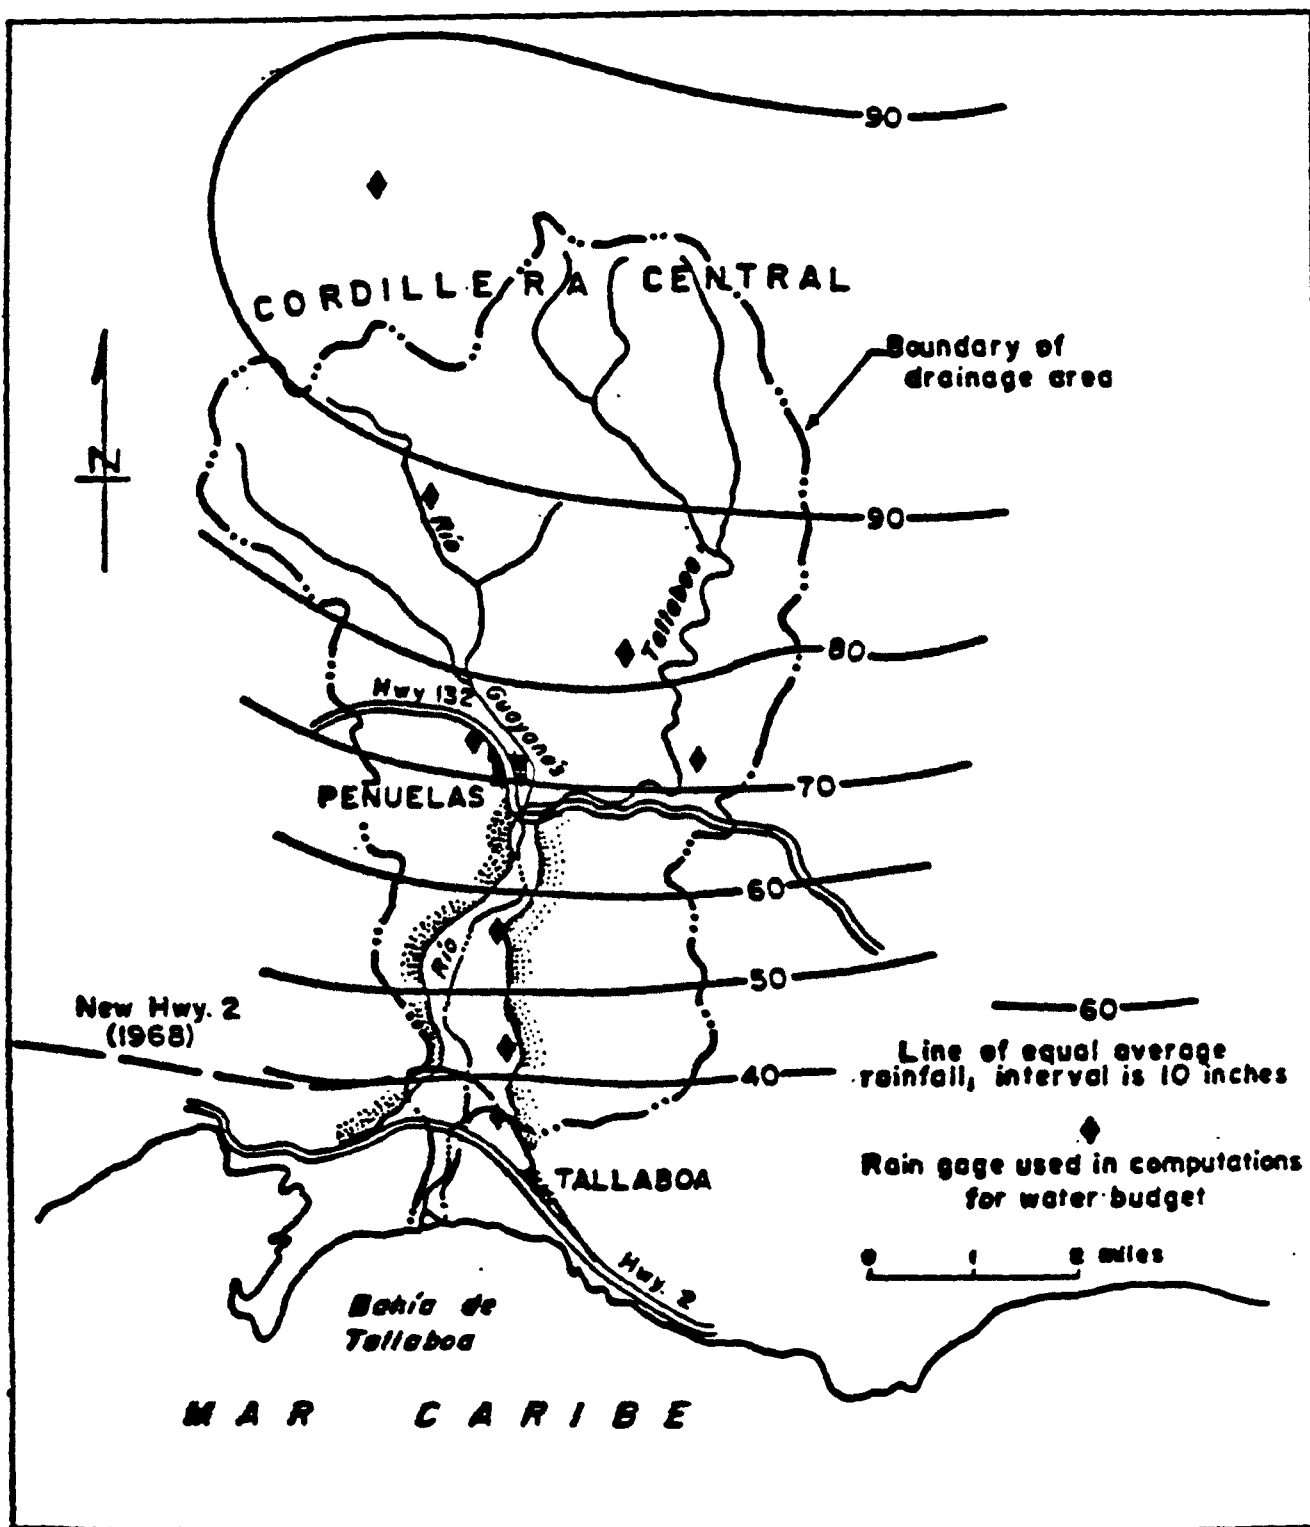 90
CORDILLERA CENTRAL
Boundary of
drainage area
N
90
Río
Tallaboa
80
Hwy 132
Guayanés
70
PEÑUELAS
60
Río
50
New Hwy. 2
(1968)
40
60
Line of equal average
rainfall, interval is 10 inches
Rain gage used in computations
for water budget
TALLABOA
0 1 2 miles
Hwy. 2
Bahía de
Tallaboa
MAR CARIBE